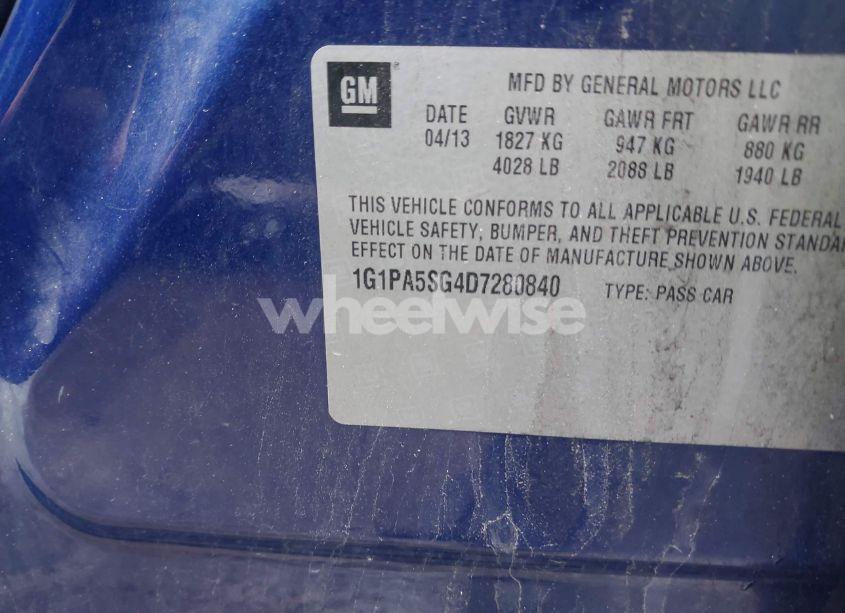 GM
MFD BY GENERAL MOTORS LLC
DATE GVWR GAWR FRT GAWR RR
04/13 1827 KG 947 KG 880 KG
4028 LB 2088 LB 1940 LB
THIS VEHICLE CONFORMS TO ALL APPLICABLE U.S. FEDERAL
VEHICLE SAFETY, BUMPER, AND THEFT PREVENTION STANDA
EFFECT ON THE DATE OF MANUFACTURE SHOWN ABOVE.
1G1PA5SG4D7280840 TYPE: PASS CAR
wheelwise